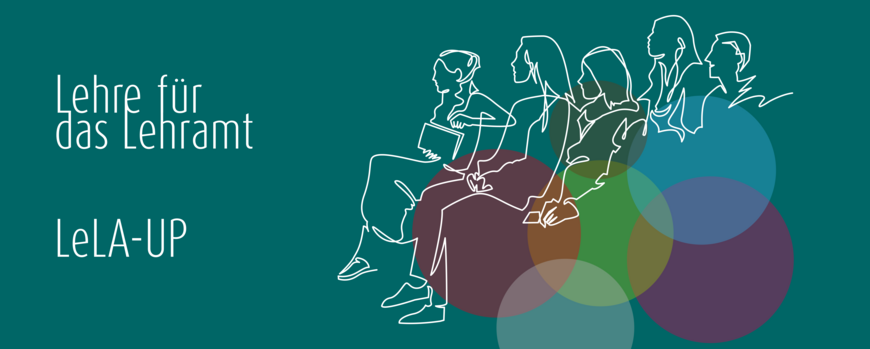 Lehre für
das Lehramt
LeLA-UP